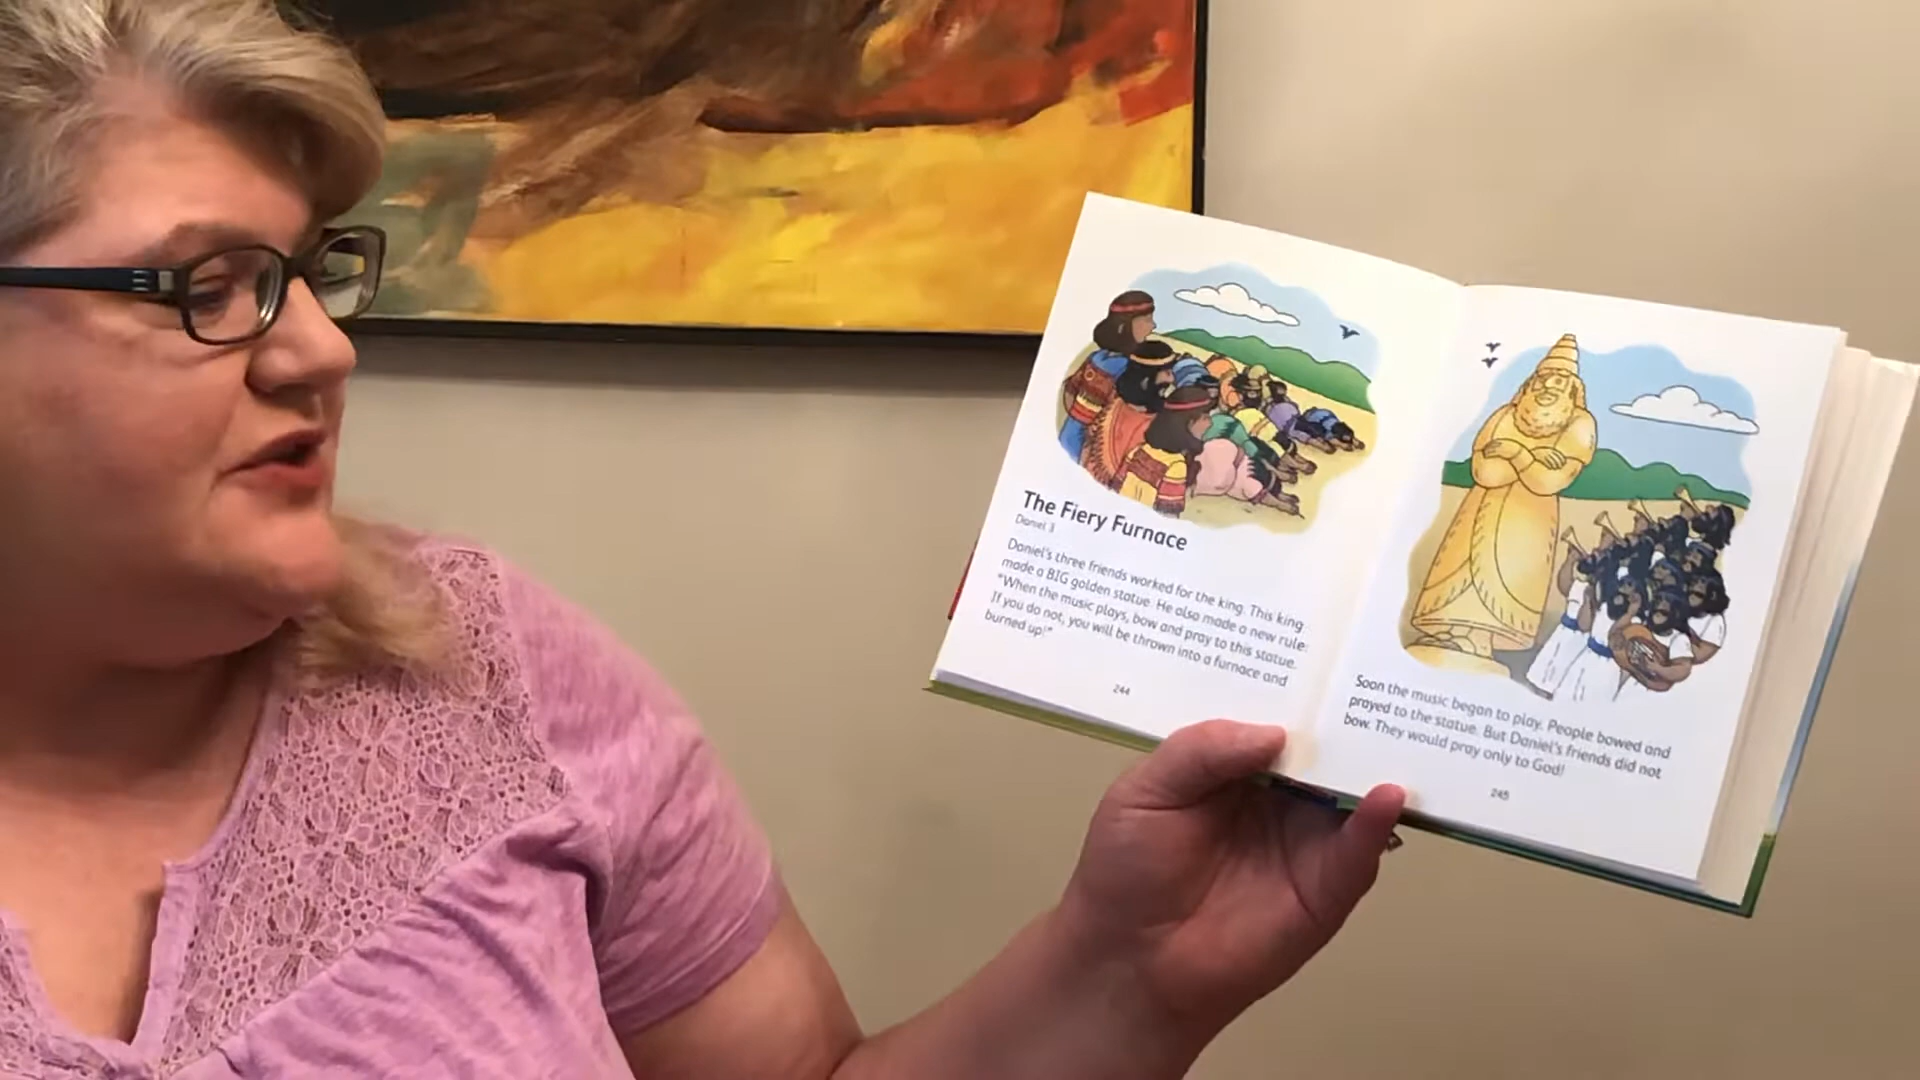 The Fiery Furnace
Daniel 3
Daniel's three friends worked for the king. This king
made a BIG golden statue. He also made a new rule:
"When the music plays, bow and pray to this statue.
If you do not, you will be thrown into a furnace and
burned up!"
244
Soon the music began to play. People bowed and
prayed to the statue. But Daniel's friends did not
bow. They would pray only to God!
245